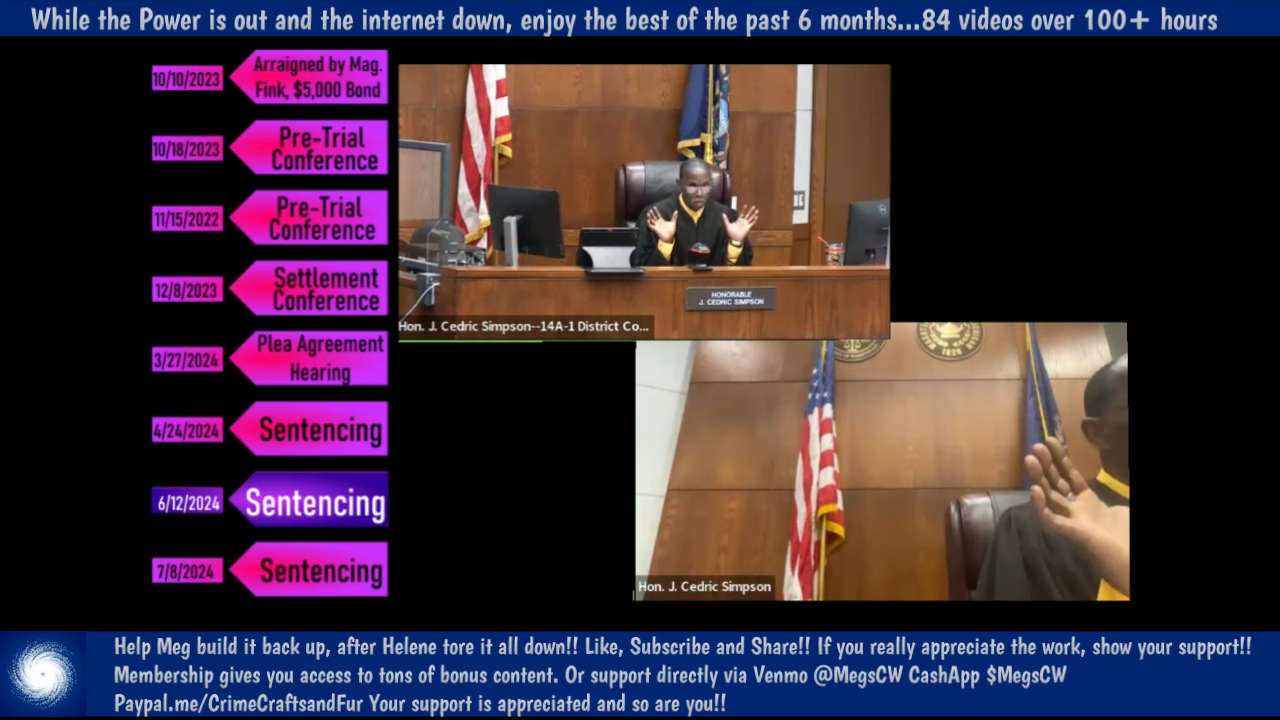 While the Power is out and the internet down, enjoy the best of the past 6 months...84 videos over 100+ hours
10/10/2023
Arraigned by Mag.
Fink, $5,000 Bond
10/18/2023
Pre-Trial
Conference
11/15/2022
Pre-Trial
Conference
12/8/2023
Settlement
Conference
3/27/2024
Plea Agreement
Hearing
4/24/2024
Sentencing
6/12/2024
Sentencing
7/8/2024
Sentencing
HONORABLE
J. CEDRIC SIMPSON
Hon. J. Cedric Simpson--14A-1 District Co...
Hon. J. Cedric Simpson
Help Meg build it back up, after Helene tore it all down!! Like, Subscribe and Share!! If you really appreciate the work, show your support!!
Membership gives you access to tons of bonus content. Or support directly via Venmo @MegsCW CashApp $MegsCW
Paypal.me/CrimeCraftsandFur Your support is appreciated and so are you!!